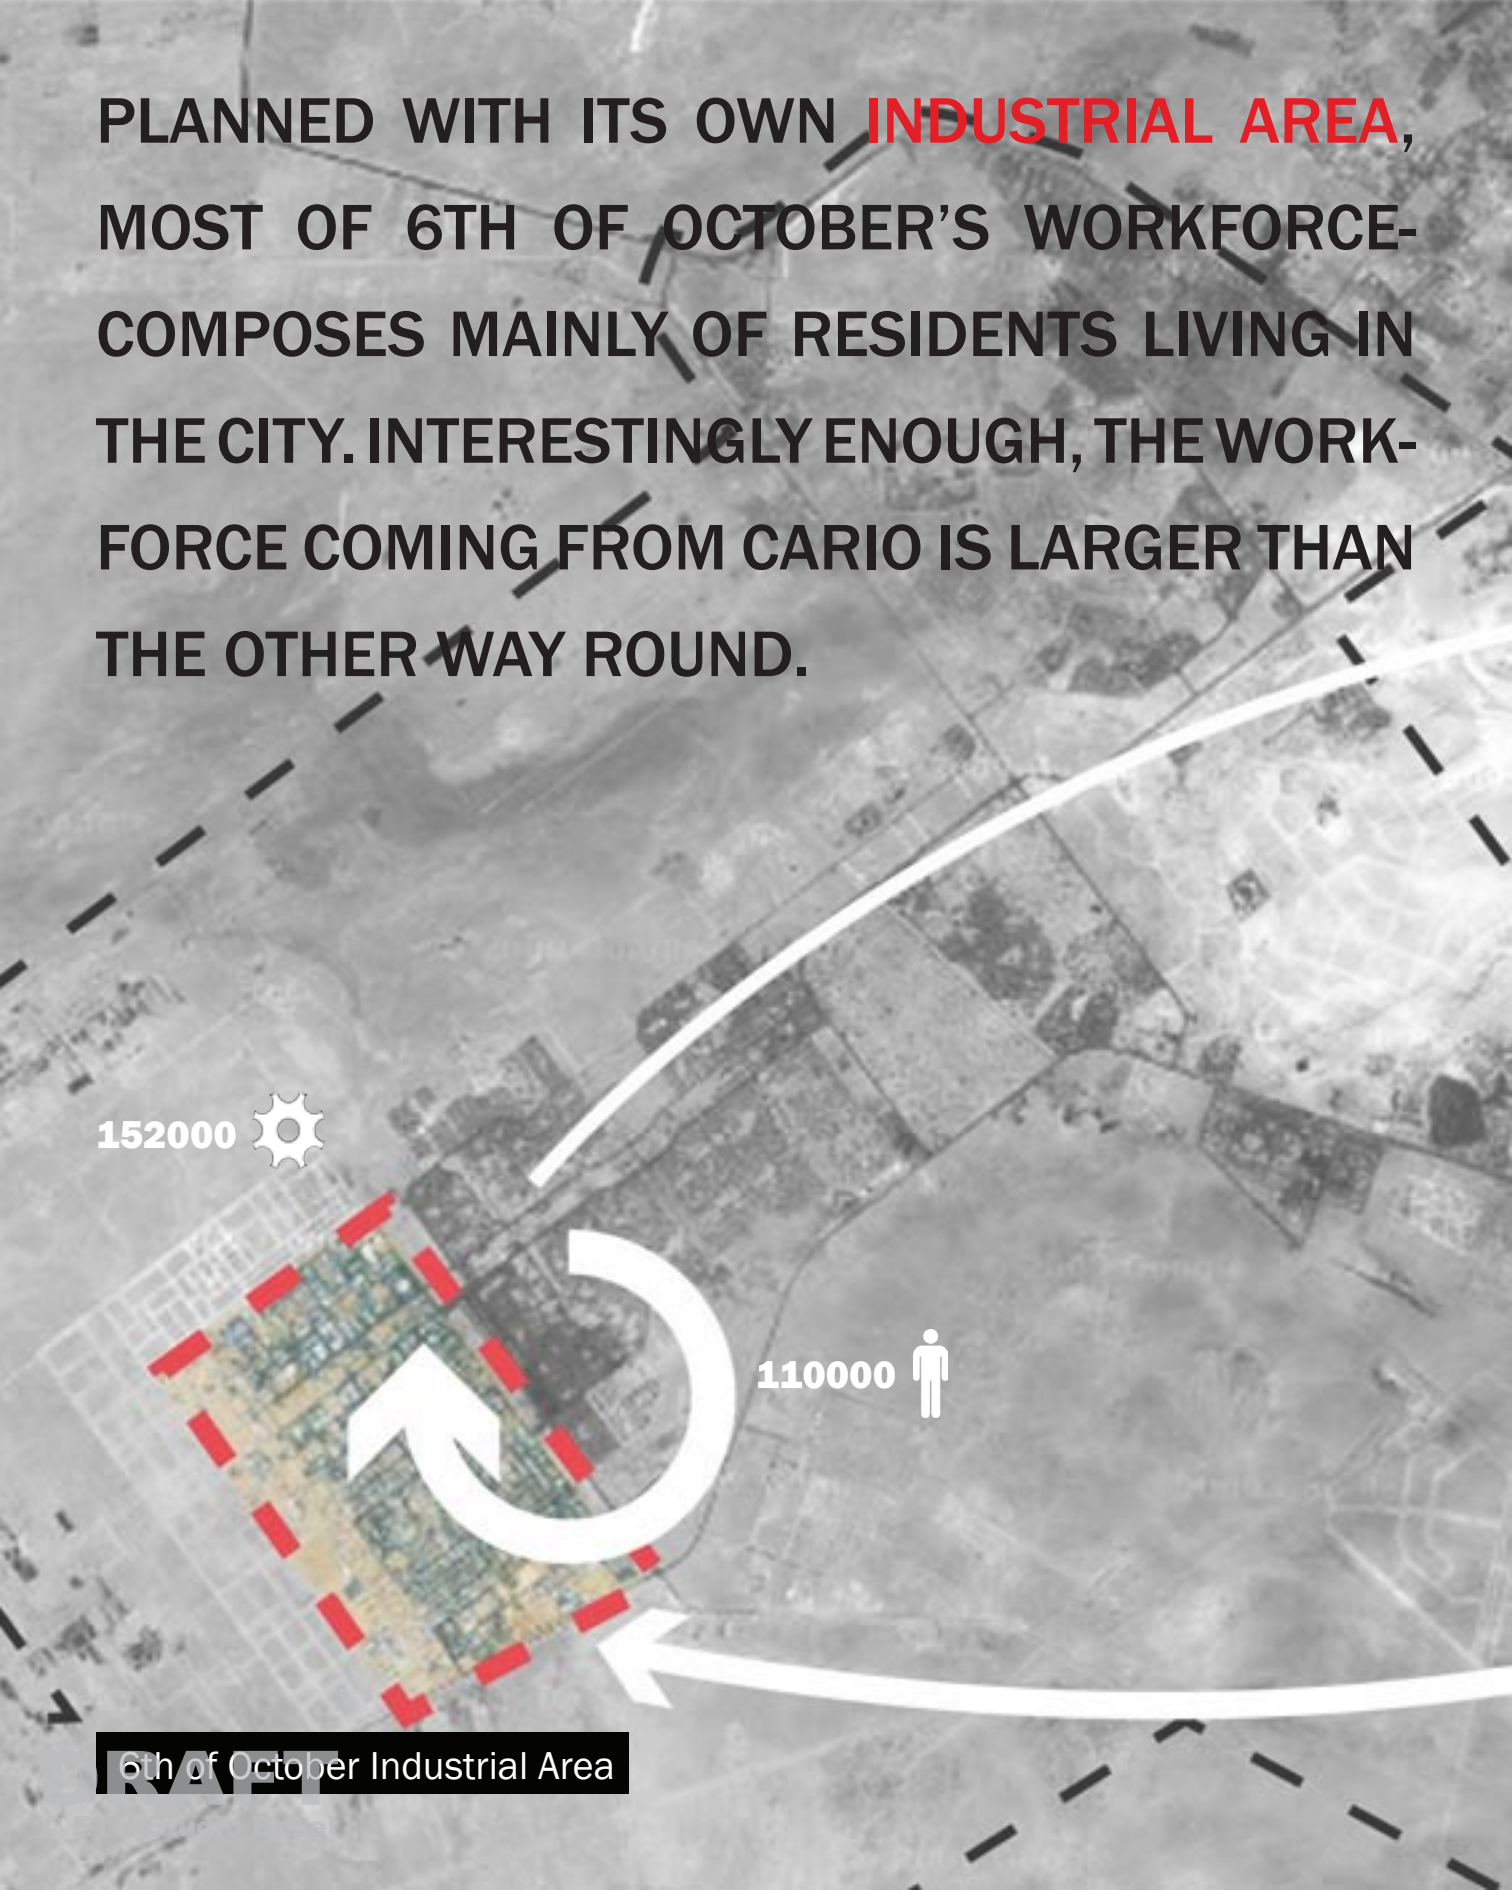 PLANNED WITH ITS OWN INDUSTRIAL AREA,
MOST OF 6TH OF OCTOBER’S WORKFORCE-
COMPOSES MAINLY OF RESIDENTS LIVING IN
THE CITY. INTERESTINGLY ENOUGH, THE WORK-
FORCE COMING FROM CARIO IS LARGER THAN
THE OTHER WAY ROUND.
152000
110000
6th of October Industrial Area
DRAFT